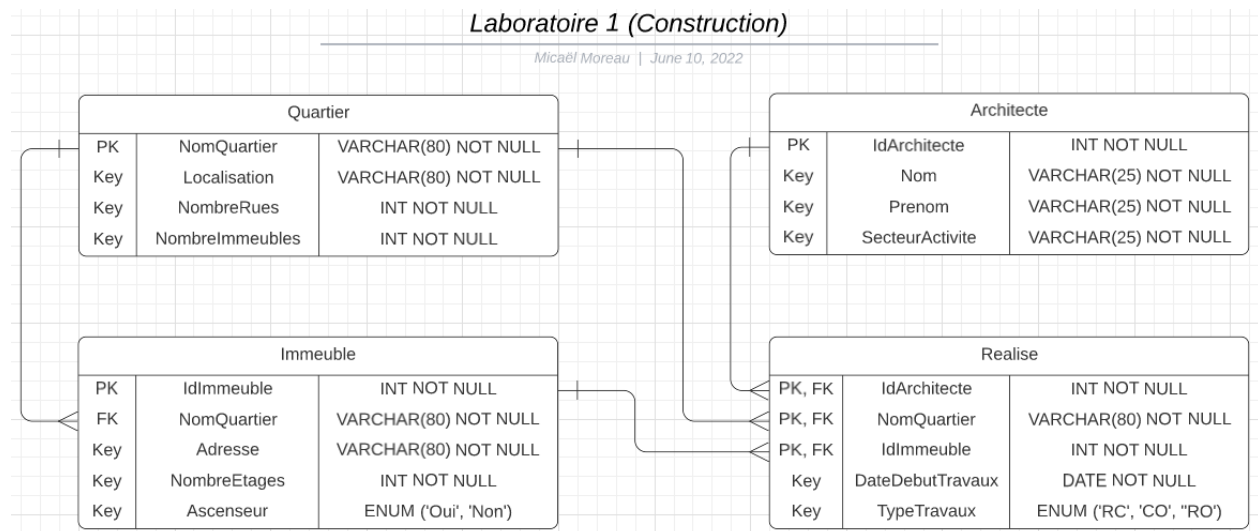 Laboratoire 1 (Construction)
Micaël Moreau | June 10, 2022
Quartier
PK NomQuartier VARCHAR(80) NOT NULL
Key Localisation VARCHAR(80) NOT NULL
Key NombreRues INT NOT NULL
Key NombreImmeubles INT NOT NULL
Architecte
PK IdArchitecte INT NOT NULL
Key Nom VARCHAR(25) NOT NULL
Key Prenom VARCHAR(25) NOT NULL
Key SecteurActivite VARCHAR(25) NOT NULL
Immeuble
PK IdImmeuble INT NOT NULL
FK NomQuartier VARCHAR(80) NOT NULL
Key Adresse VARCHAR(80) NOT NULL
Key NombreEtages INT NOT NULL
Key Ascenseur ENUM ('Oui', 'Non')
Realise
PK, FK IdArchitecte INT NOT NULL
PK, FK NomQuartier VARCHAR(80) NOT NULL
PK, FK IdImmeuble INT NOT NULL
Key DateDebutTravaux DATE NOT NULL
Key TypeTravaux ENUM ('RC', 'CO', "RO')